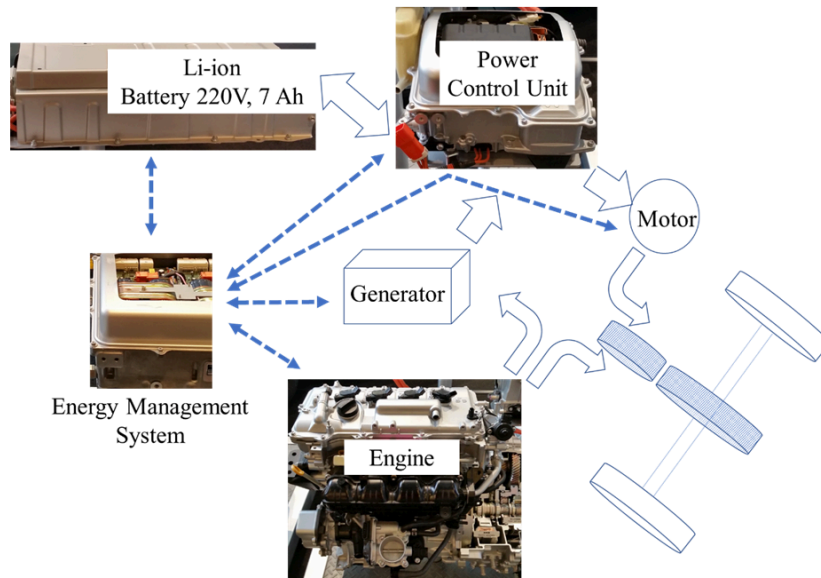 Li-ion
Battery 220V, 7 Ah
Power
Control Unit
Motor
Generator
Energy Management
System
Engine